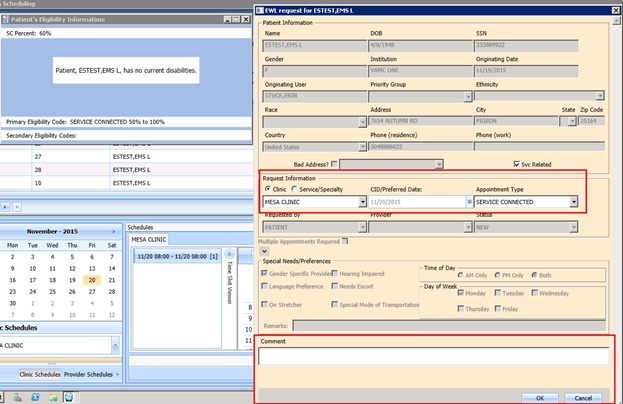 Scheduling
Patient's Eligibility Information:
SC Percent: 60%
Patient, ESTEST,EMS L, has no current disabilities.
Primary Eligibility Code: SERVICE CONNECTED 50% to 100%
Secondary Eligibility Codes:
27 ESTEST,EMS L
28 ESTEST,EMS L
10 ESTEST,EMS L
November - 2015
Mon Tue Wed Thu Fri Sat Sun
2 3 4 5 6 7 8
9 10 11 12 13 14 15
16 17 18 19 20 21 22
23 24 25 26 27 28 29
30 1 2 3 4 5 6
Schedules
MESA CLINIC
11/20 08:00 - 11/20 08:00 [1]
Time Slot Viewer
8
9
ic Schedules
A CLINIC
Clinic Schedules Provider Schedules
EWL request for ESTEST,EMS L
Patient Information
Name DOB SSN
ESTEST,EMS L 4/8/1948 333889922
Gender Institution Originating Date
F VAMC ONE 11/19/2015
Originating User Priority Group Ethnicity
STUCK,ERIN
Race Address City State Zip Code
7654 AUTUMN RD PIGEON 25164
Country Phone (residence) Phone (work)
United States 3048886622
Bad Address? Svc Related
Request Information
Clinic Service/Specialty CID/Preferred Date: Appointment Type
MESA CLINIC 11/20/2015 SERVICE CONNECTED
Requested By Provider Status
PATIENT NEW
Multiple Appointments Required
Special Needs/Preferences
Gender Specific Provider Hearing Impaired
Language Preference Needs Escort
On Stretcher Special Mode of Transportation
Time of Day
AM Only PM Only Both
Day of Week
Monday Tuesday Wednesday
Thursday Friday
Remarks:
Comment
OK Cancel